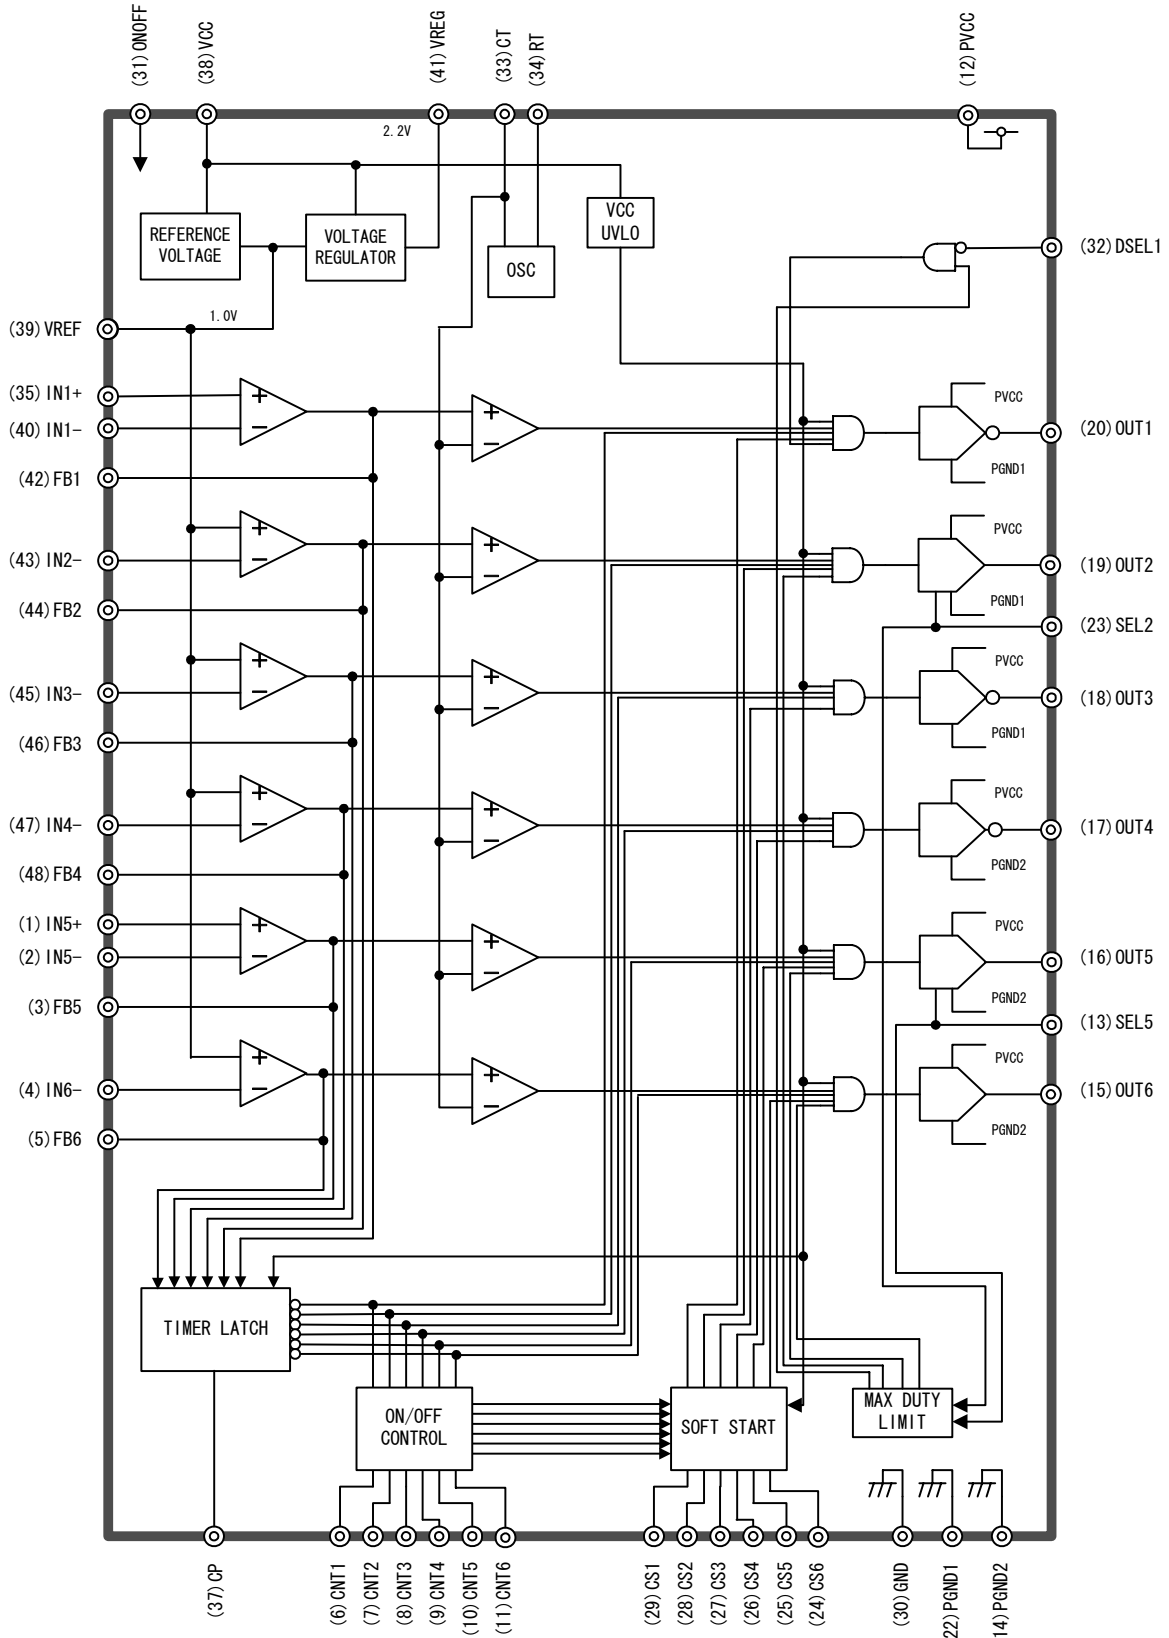 (31)ONOFF
(38)VCC
(41)VREG
(33)CT
(34)RT
(12)PVCC
2.2V
REFERENCE
VOLTAGE
VOLTAGE
REGULATOR
OSC
VCC
UVLO
(32)DSEL1
(39)VREF
1.0V
(35)IN1+
+
+
PVCC
(40)IN1-
−
−
(20)OUT1
PGND1
(42)FB1
+
+
PVCC
(43)IN2-
−
−
(19)OUT2
PGND1
(44)FB2
(23)SEL2
+
+
PVCC
(45)IN3-
−
−
(18)OUT3
PGND1
(46)FB3
+
+
PVCC
(47)IN4-
−
−
(17)OUT4
PGND2
(48)FB4
(1)IN5+
+
+
PVCC
(2)IN5-
−
−
(16)OUT5
PGND2
(3)FB5
(13)SEL5
+
+
PVCC
(4)IN6-
−
−
(15)OUT6
PGND2
(5)FB6
TIMER LATCH
ON/OFF
CONTROL
SOFT START
MAX DUTY
LIMIT
(37)CP
(6)CNT1
(7)CNT2
(8)CNT3
(9)CNT4
(10)CNT5
(11)CNT6
(29)CS1
(28)CS2
(27)CS3
(26)CS4
(25)CS5
(24)CS6
(30)GND
22)PGND1
14)PGND2